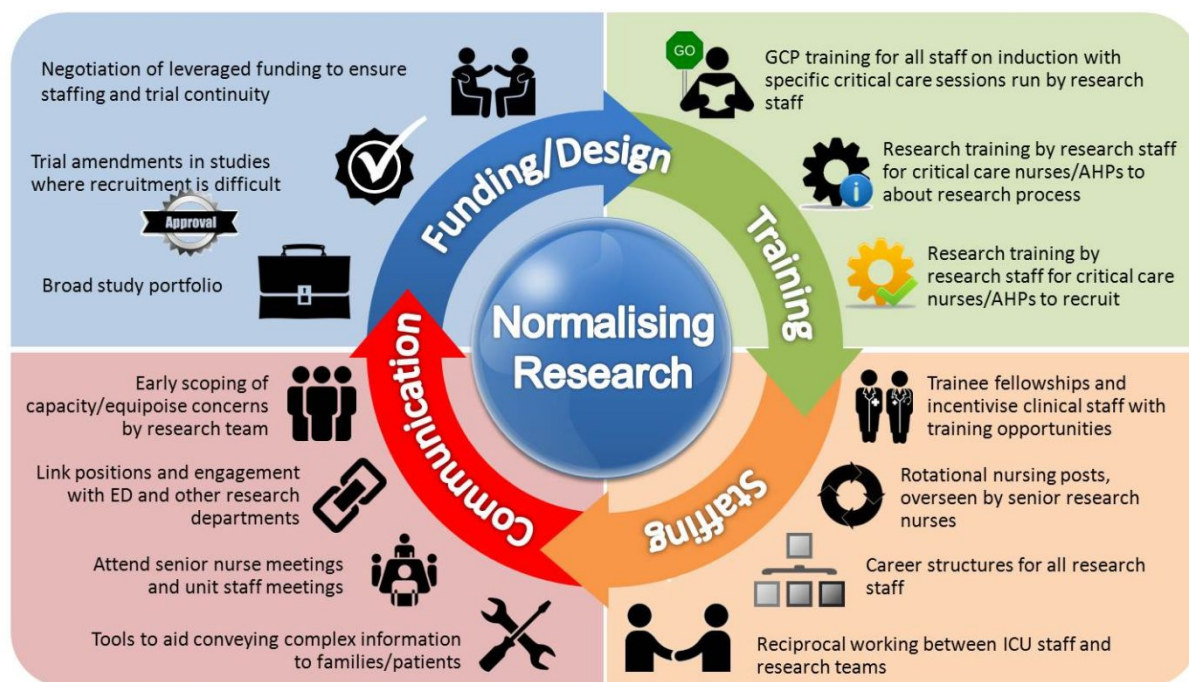 Negotiation of leveraged funding to ensure
staffing and trial continuity
Trial amendments in studies
where recruitment is difficult
Approval
Broad study portfolio
Funding/Design
GO
GCP training for all staff on induction with
specific critical care sessions run by research
staff
i
Research training by research staff
for critical care nurses/AHPs to
about research process
Research training by
research staff for critical care
nurses/AHPs to recruit
Training
Normalising
Research
Communication
Early scoping of
capacity/equipoise concerns
by research team
Link positions and engagement
with ED and other research
departments
Attend senior nurse meetings
and unit staff meetings
Tools to aid conveying complex information
to families/patients
Staffing
Trainee fellowships and
incentivise clinical staff with
training opportunities
Rotational nursing posts,
overseen by senior research
nurses
Career structures for all research
staff
Reciprocal working between ICU staff and
research teams